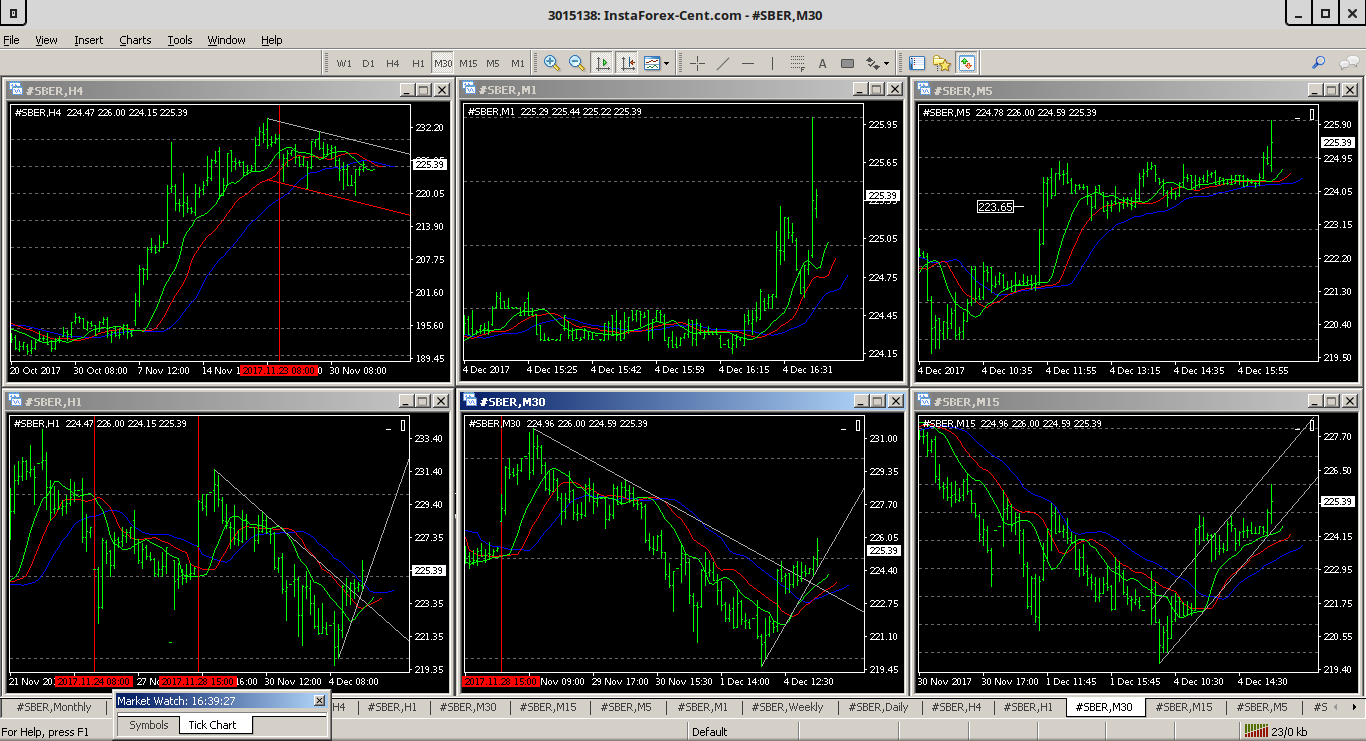 3015138: InstaForex-Cent.com - #SBER,M30
File View Insert Charts Tools Window Help
W1 D1 H4 H1 M30 M15 M5 M1
#SBER,H4
#SBER,H4 224.47 226.00 224.15 225.39
232.20
225.39
220.05
213.90
207.75
201.60
195.60
189.45
20 Oct 2017 30 Oct 08:00 7 Nov 12:00 14 Nov 1 2017.11.23 08:00 0 30 Nov 08:00
#SBER,M1
#SBER,M1 225.29 225.44 225.22 225.39
225.95
225.65
225.39
225.05
224.75
224.45
224.15
4 Dec 2017 4 Dec 15:25 4 Dec 15:42 4 Dec 15:59 4 Dec 16:15 4 Dec 16:31
#SBER,M5
#SBER,M5 224.78 226.00 224.59 225.39
225.90
225.39
224.95
224.05
223.65
223.15
222.20
221.30
220.40
219.50
4 Dec 2017 4 Dec 10:35 4 Dec 11:55 4 Dec 13:15 4 Dec 14:35 4 Dec 15:55
#SBER,H1
#SBER,H1 224.47 226.00 224.15 225.39
233.40
231.40
229.40
227.35
225.39
223.35
221.35
219.35
21 Nov 20 2017.11.24 08:00 27 No 2017.11.28 15:00 16:00 30 Nov 12:00 4 Dec 08:00
#SBER,M30
#SBER,M30 224.96 226.00 224.59 225.39
231.00
229.35
227.70
226.05
225.39
224.40
222.75
221.10
219.45
2017.11.28 15:00 Nov 09:00 29 Nov 17:00 30 Nov 15:30 1 Dec 14:00 4 Dec 12:30
#SBER,M15
#SBER,M15 224.96 226.00 224.59 225.39
227.70
226.50
225.39
224.15
222.95
221.75
220.55
219.40
30 Nov 2017 30 Nov 17:00 1 Dec 11:45 1 Dec 17:45 4 Dec 10:30 4 Dec 14:30
#SBER,Monthly H4 #SBER,H1 #SBER,M30 #SBER,M15 #SBER,M5 #SBER,M1 #SBER,Weekly #SBER,Daily #SBER,H4 #SBER,H1 #SBER,M30 #SBER,M15 #SBER,M5 #S
Market Watch: 16:39:27
Symbols Tick Chart
For Help, press F1 Default 23/0 kb